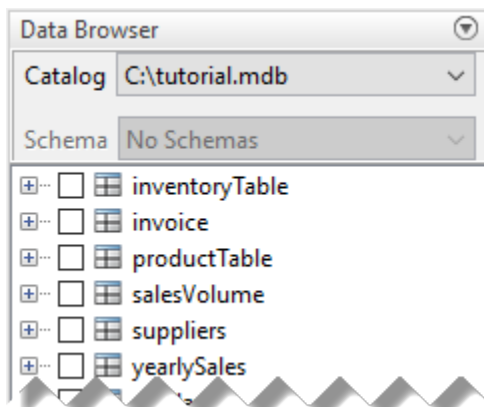 Data Browser
Catalog C:\tutorial.mdb
Schema No Schemas
inventoryTable
invoice
productTable
salesVolume
suppliers
yearlySales